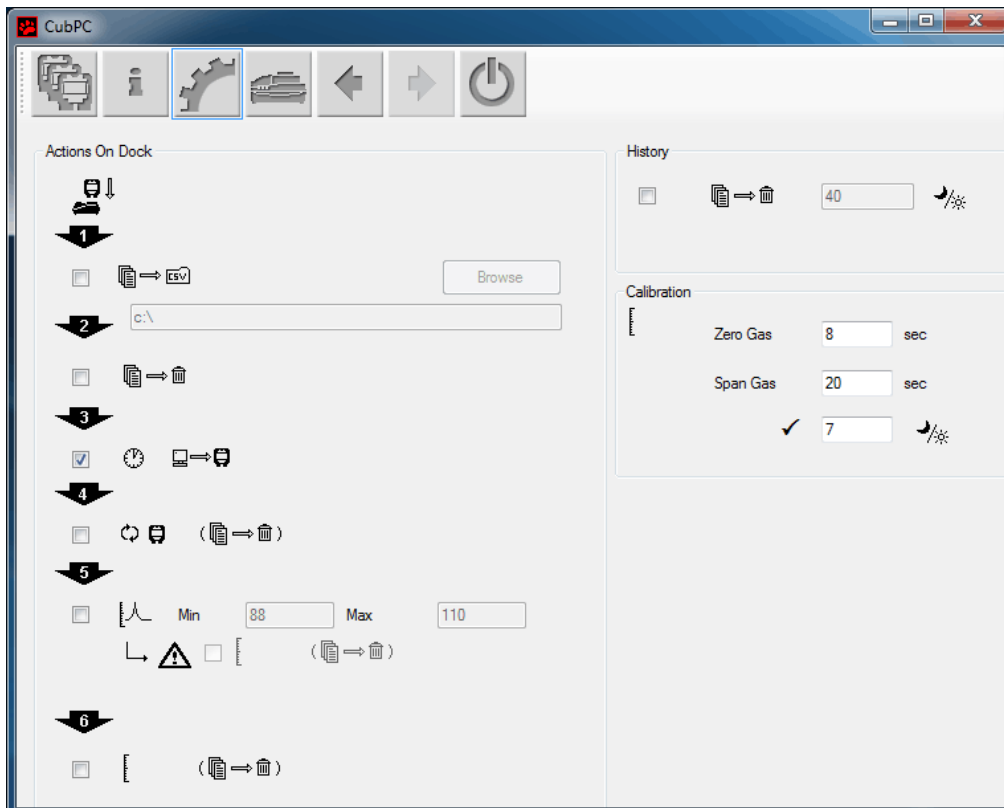 CubPC
i
Actions On Dock
1
CSV
Browse
2
c:\
3
4
5
Min 88 Max 110
6
History
40
Calibration
Zero Gas 8 sec
Span Gas 20 sec
7